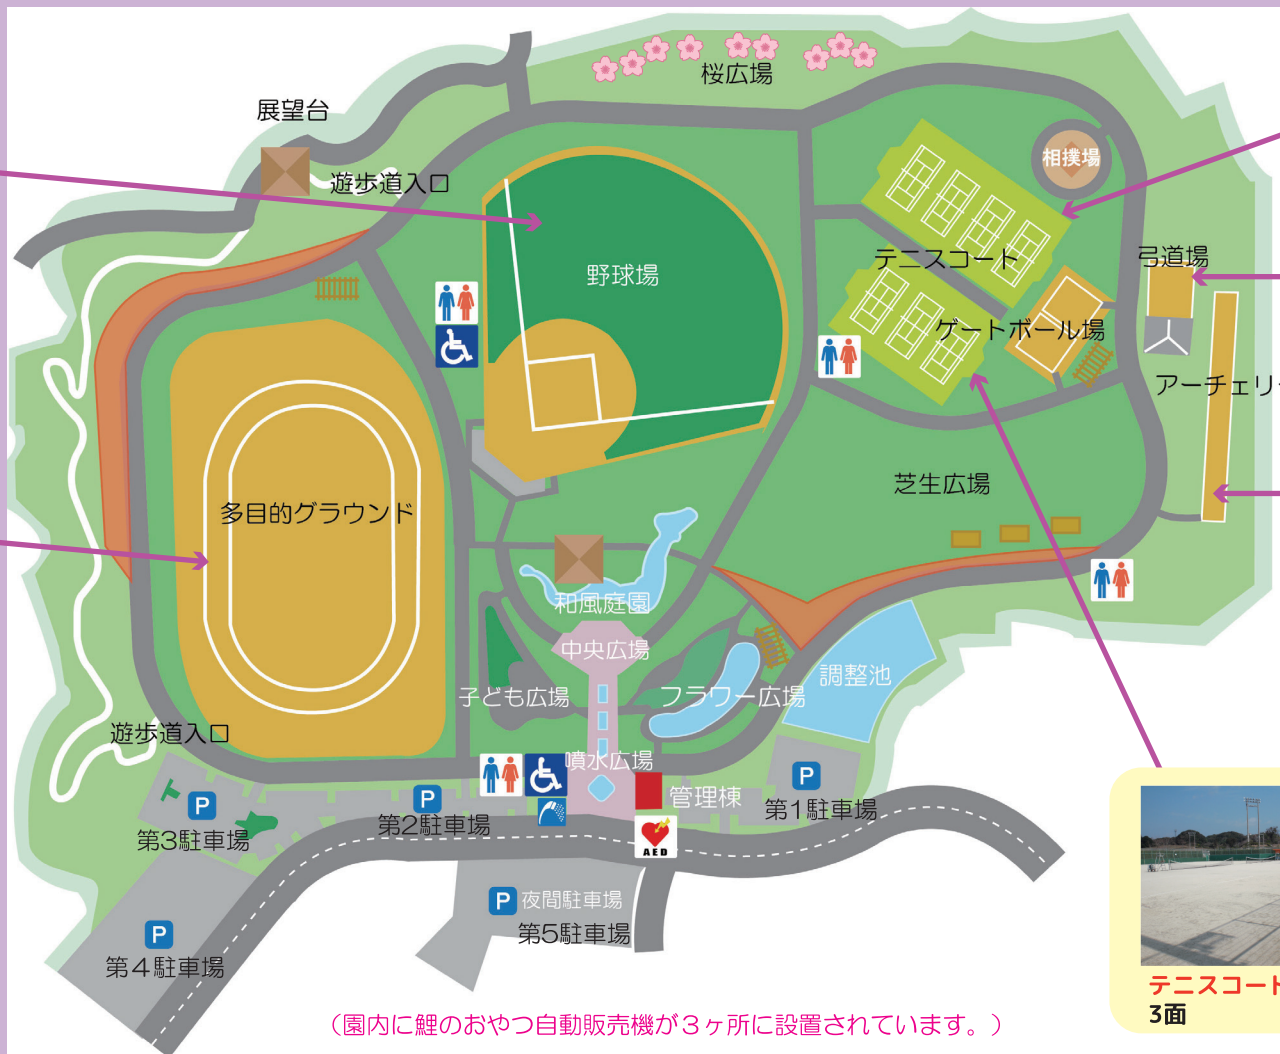 桜広場
展望台
遊歩道入口
相撲場
野球場
テニスコート
弓道場
ゲートボール場
アーチェリ
芝生広場
多目的グラウンド
和風庭園
中央広場
子ども広場
フラワー広場
調整池
遊歩道入口
噴水広場
管理棟
P
第1駐車場
P
第2駐車場
P
第3駐車場
AED
P 夜間駐車場
第5駐車場
P
第４駐車場
テニスコート
3面
（園内に鯉のおやつ自動販売機が３ヶ所に設置されています。）